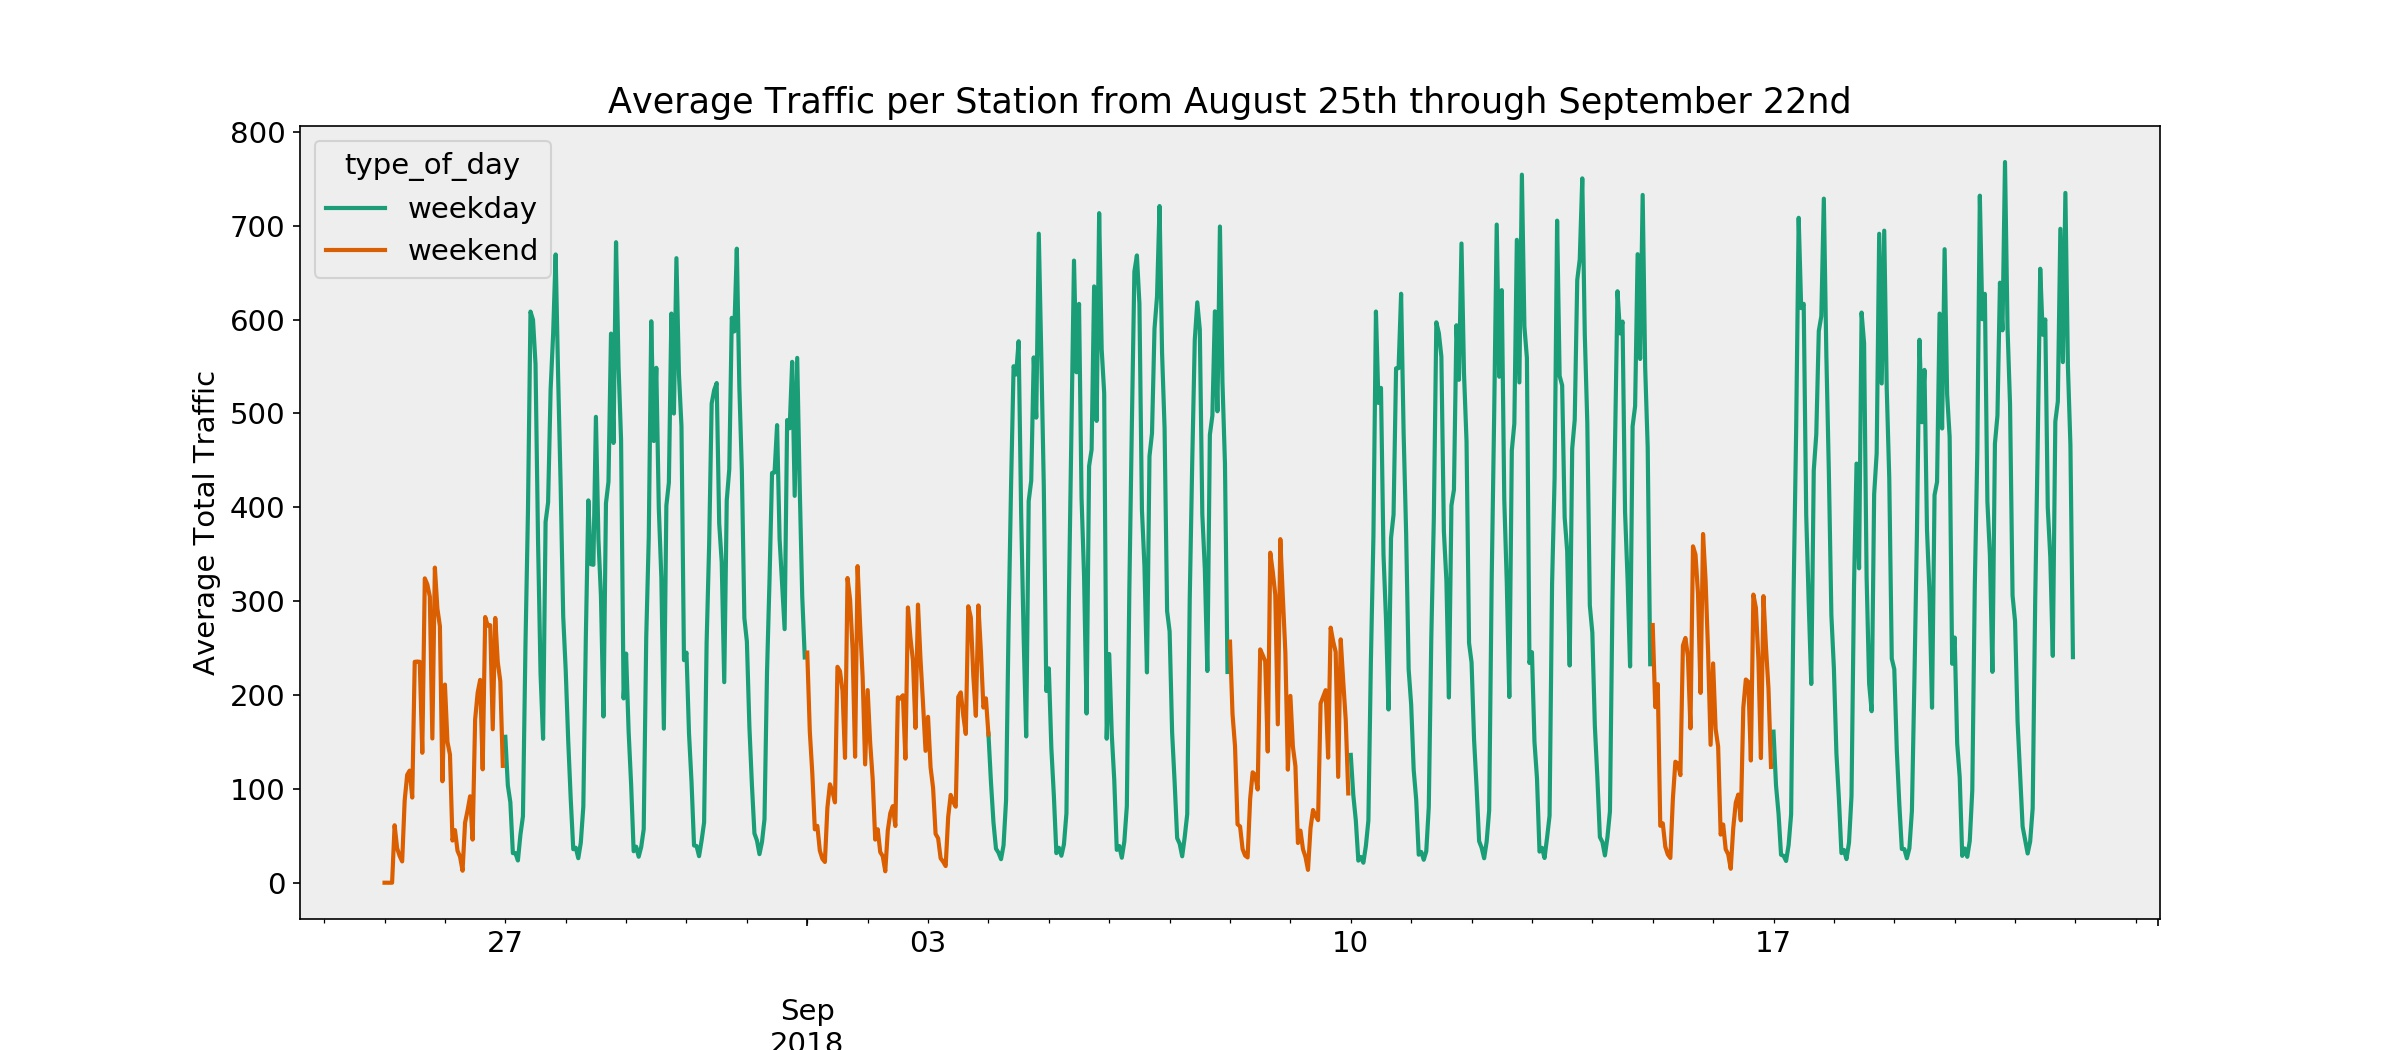 Average Traffic per Station from August 25th through September 22nd
800
700
600
500
400
300
200
100
0
Average Total Traffic
type_of_day
weekday
weekend
27
03
10
17
Sep
2018